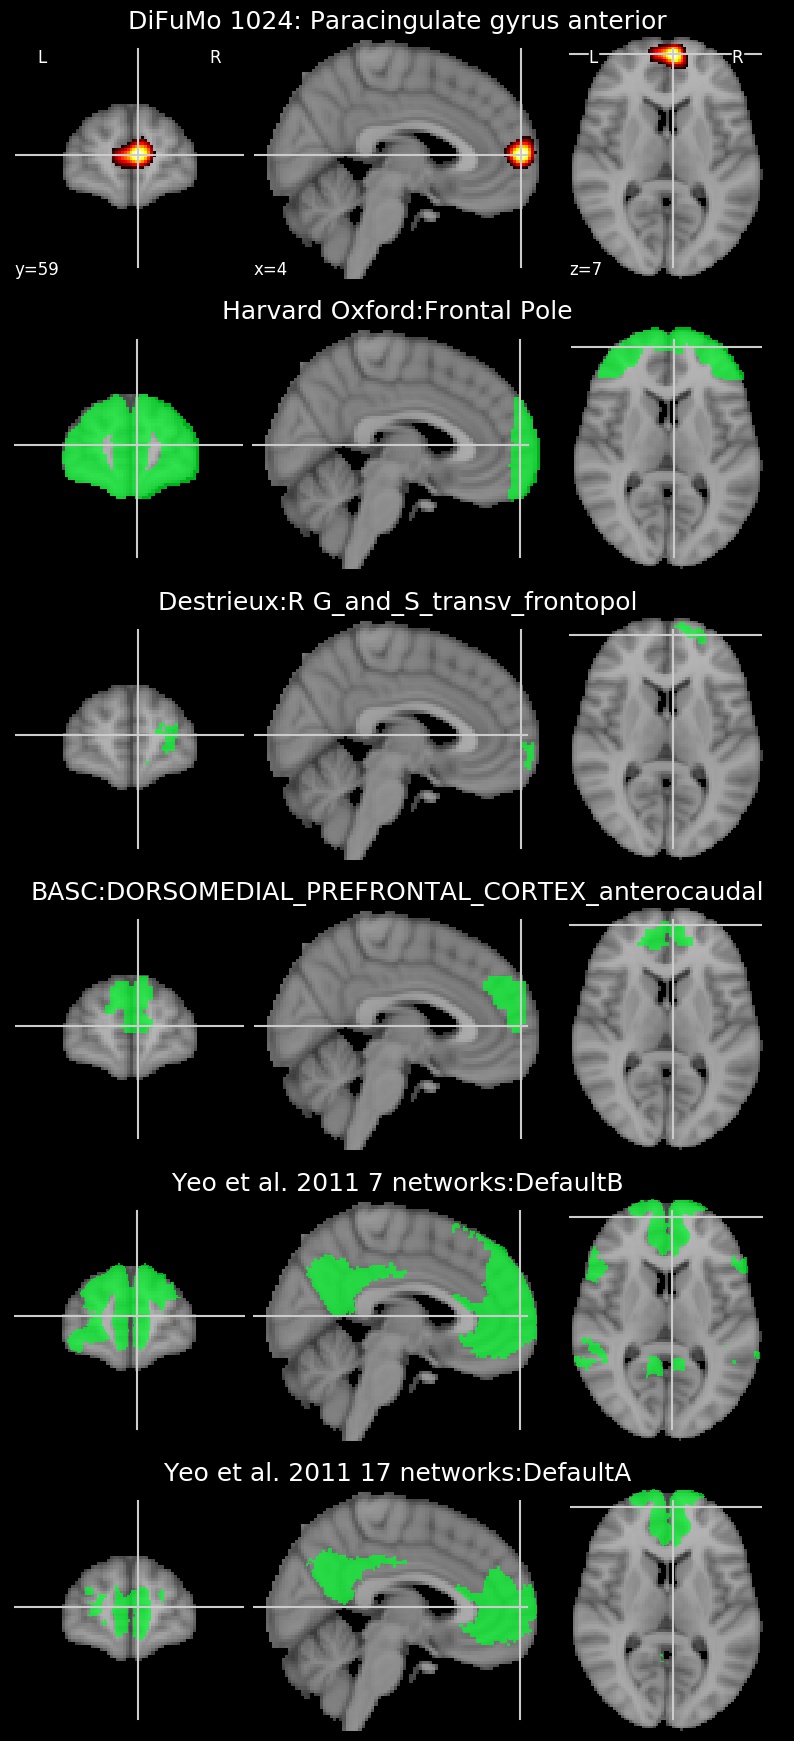 DiFuMo 1024: Paracingulate gyrus anterior
L R L R
y=59 x=4 z=7
Harvard Oxford:Frontal Pole
Destrieux:R G_and_S_transv_frontopol
BASC:DORSOMEDIAL_PREFRONTAL_CORTEX_anterocaudal
Yeo et al. 2011 7 networks:DefaultB
Yeo et al. 2011 17 networks:DefaultA